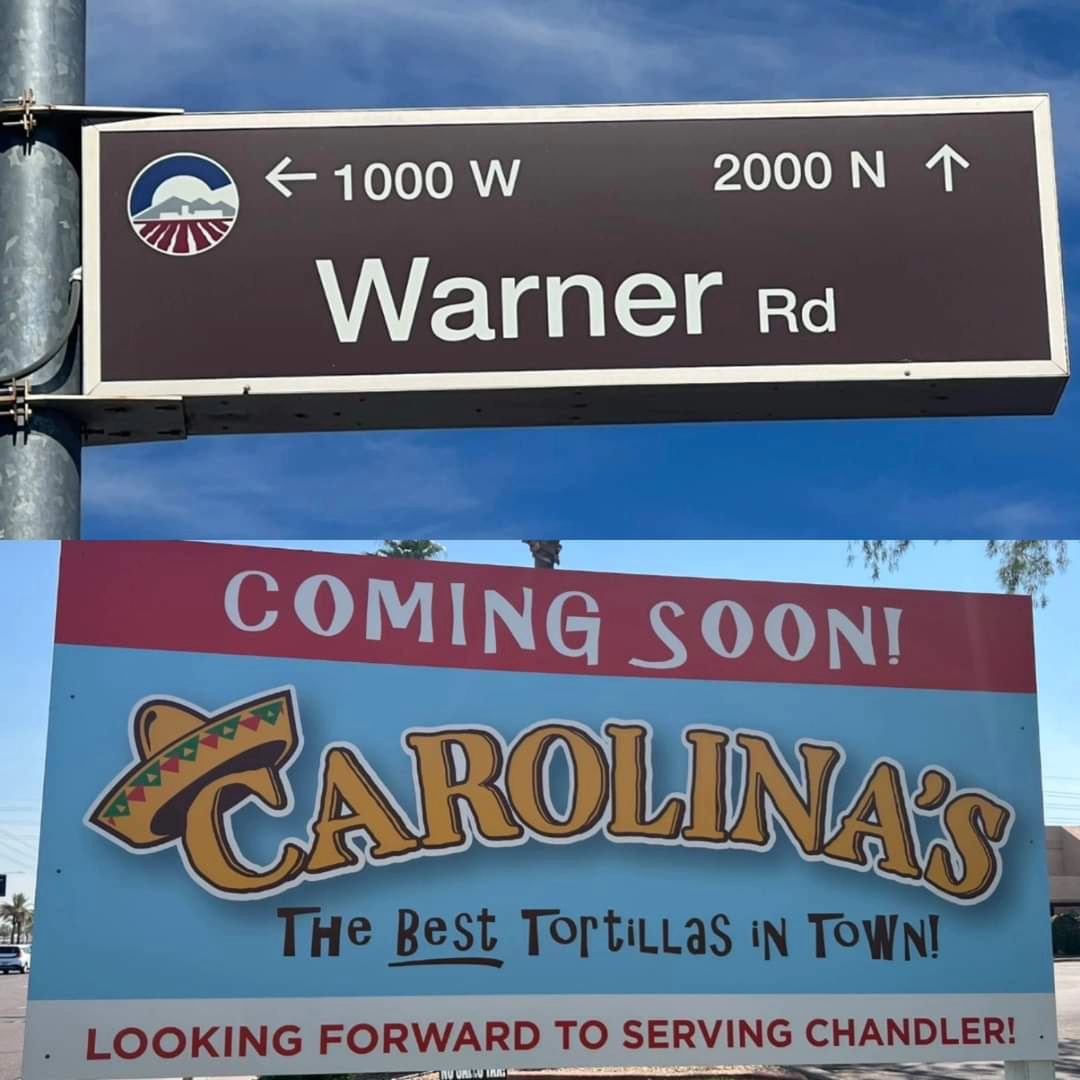 ← 1000 W 2000 N ↑
Warner Rd
COMING SOON!
CAROLINA'S
THe Best TortiLLas iN ToWN!
LOOKING FORWARD TO SERVING CHANDLER!